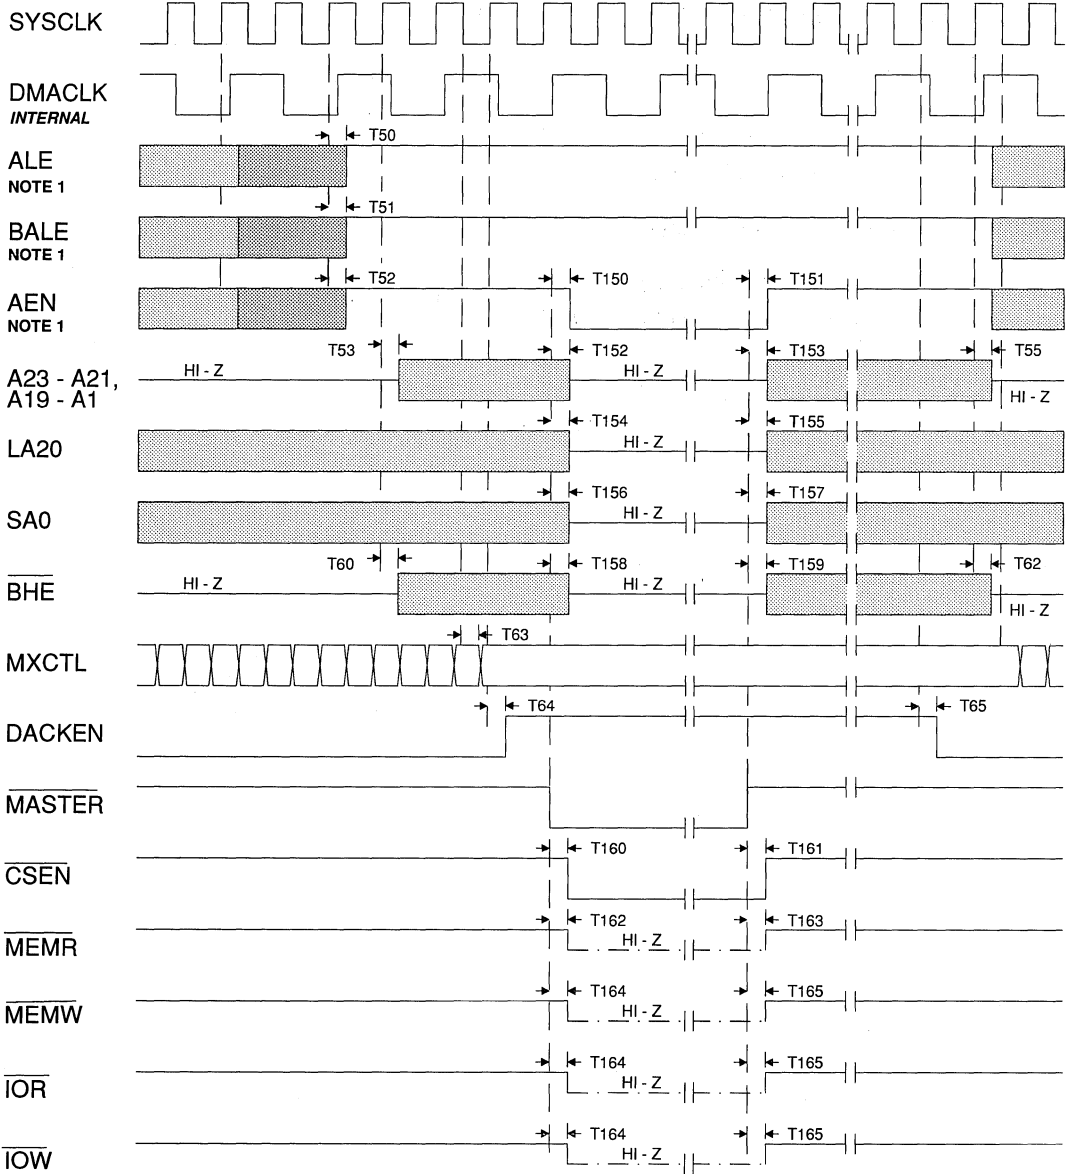 SYSCLK
DMACLK
INTERNAL
T50
ALE
NOTE 1
T51
BALE
NOTE 1
T52 T150 T151
AEN
NOTE 1
T53 T152 T153 T55
A23 - A21, HI - Z HI - Z
A19 - A1 HI - Z
T154 T155
LA20 HI - Z
T156 T157
SA0 HI - Z
T60 T158 T159 T62
BHE HI - Z HI - Z HI - Z
T63
MXCTL
T64 T65
DACKEN
MASTER
T160 T161
CSEN
T162 T163
MEMR HI - Z
T164 T165
MEMW HI - Z
T164 T165
IOR HI - Z
T164 T165
IOW HI - Z